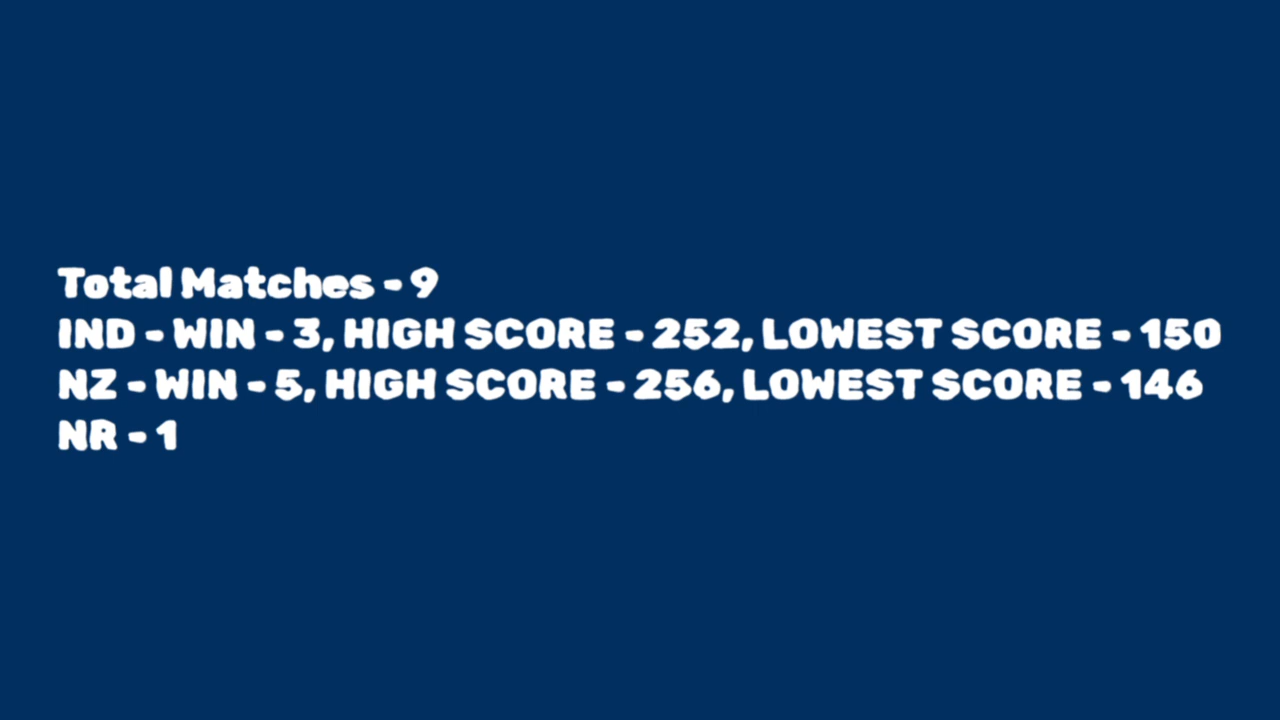 Total Matches - 9
IND - WIN - 3, HIGH SCORE - 252, LOWEST SCORE - 150
NZ - WIN - 5, HIGH SCORE - 256, LOWEST SCORE - 146
NR - 1